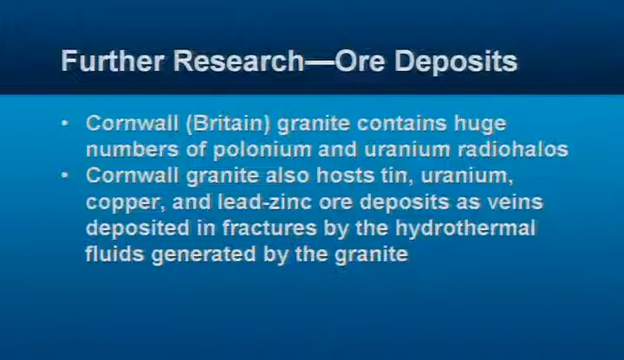 Further Research—Ore Deposits
• Cornwall (Britain) granite contains huge
numbers of polonium and uranium radiohalos
• Cornwall granite also hosts tin, uranium,
copper, and lead-zinc ore deposits as veins
deposited in fractures by the hydrothermal
fluids generated by the granite